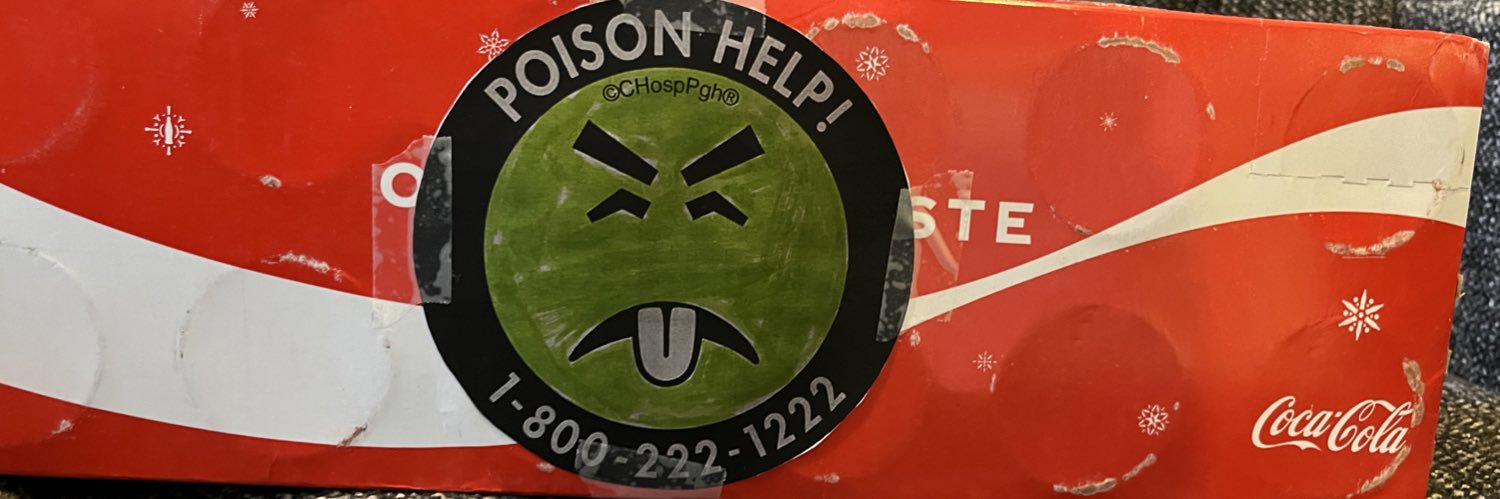 POISON HELP!
©CHospPgh®
O STE
1-800-222-1222
Coca-Cola